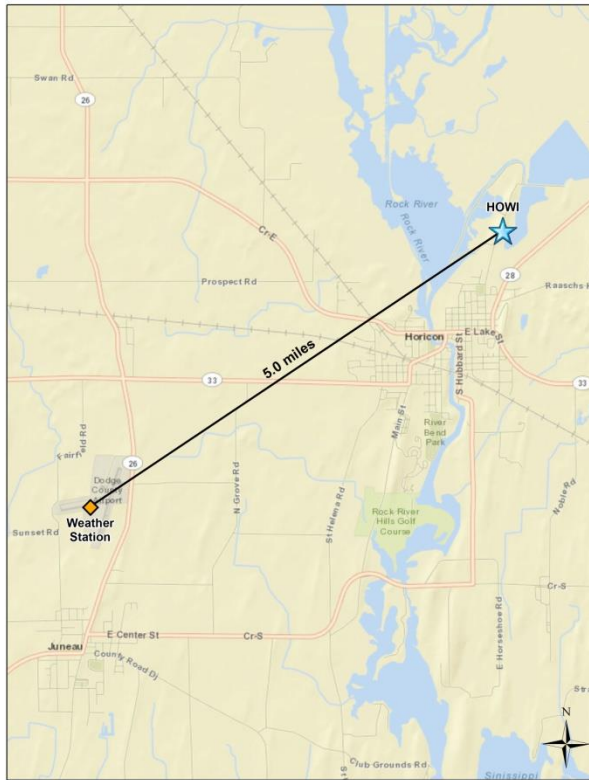 Swan Rd
26
Rock River
Rock River
HOWI
Cr-E
Prospect Rd
28
Raaschs
5.0 miles
Horicon
E Lake St
S Hubbard St
33
33
Main St
River
Bend
Park
Fairfield Rd
26
Dodge
County
Airport
N Grove Rd
St Helena Rd
Noble Rd
Weather
Station
Sunset Rd
Rock River
Hills Golf
Course
Cr-S
E Horseshoe Rd
E Center St
Cr-S
Juneau
County Road Dj
N
Club Grounds Rd
Sinissippi